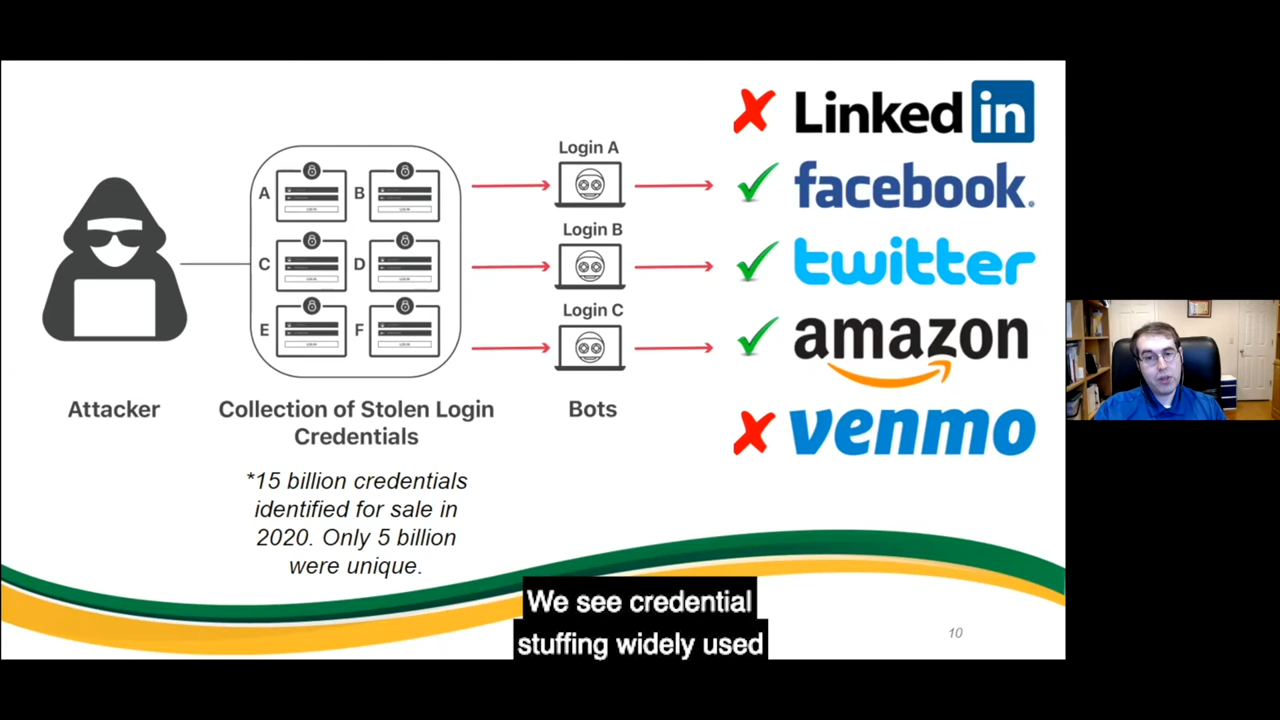 Linked in
facebook®
twitter
amazon
venmo
Login A
Login B
Login C
A
B
C
D
E
F
Attacker
Collection of Stolen Login
Credentials
Bots
*15 billion credentials
identified for sale in
2020. Only 5 billion
were unique.
We see credential
stuffing widely used
10